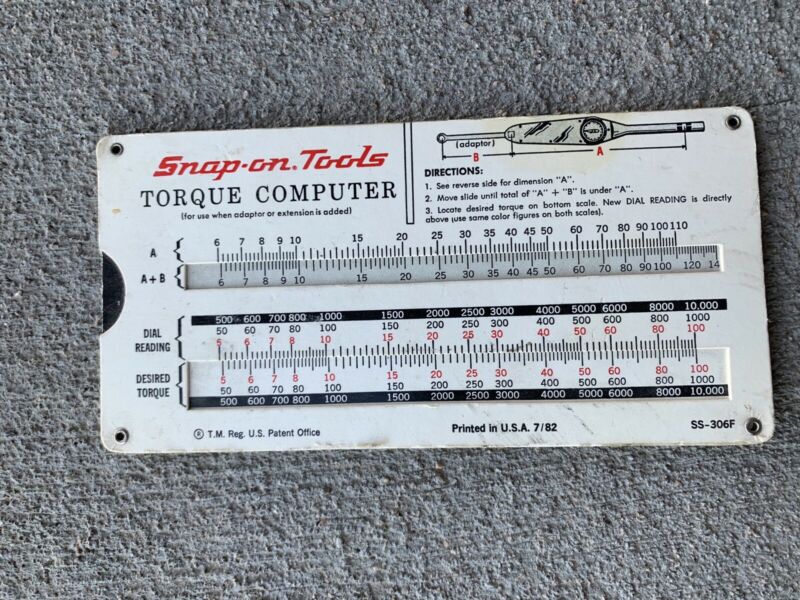 Snap-on. Tools
TORQUE COMPUTER
(for use when adaptor or extension is added)
(adaptor)
B A
DIRECTIONS:
1. See reverse side for dimension "A".
2. Move slide until total of "A" + "B" is under "A".
3. Locate desired torque on bottom scale. New DIAL READING is directly
above (use same color figures on both scales).
A 6 7 8 9 10 15 20 25 30 35 40 45 50 60 70 80 90 100 110
A + B 6 7 8 9 10 15 20 25 30 35 40 45 50 60 70 80 90 100 120 14
500 600 700 800 1000 1500 2000 2500 3000 4000 5000 6000 8000 10.000
DIAL READING 50 60 70 80 100 150 200 250 300 400 500 600 800 1000
5 6 7 8 10 15 20 25 30 40 50 60 80 100
DESIRED TORQUE 5 6 7 8 10 15 20 25 30 40 50 60 80 100
50 60 70 80 100 150 200 250 300 400 500 600 800 1000
500 600 700 800 1000 1500 2000 2500 3000 4000 5000 6000 8000 10.000
® T.M. Reg. U.S. Patent Office
Printed in U.S.A. 7/82
SS-306F